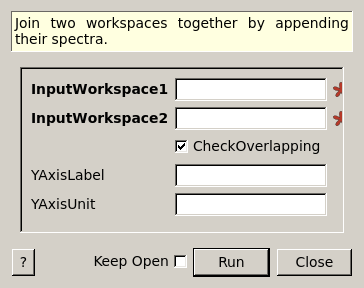 Join two workspaces together by appending
their spectra.
InputWorkspace1
InputWorkspace2
CheckOverlapping
YAxisLabel
YAxisUnit
? Keep Open Run Close